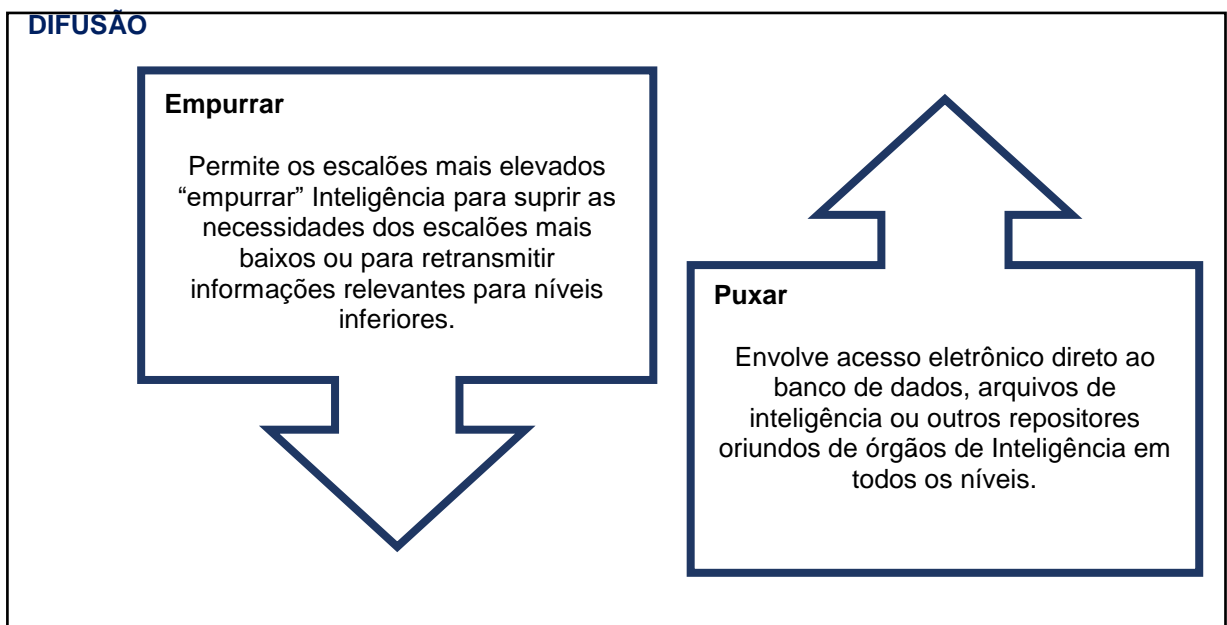 DIFUSÃO
Empurrar
Permite os escalões mais elevados
“empurrar” Inteligência para suprir as
necessidades dos escalões mais
baixos ou para retransmitir
informações relevantes para níveis
inferiores.
Puxar
Envolve acesso eletrônico direto ao
banco de dados, arquivos de
inteligência ou outros repositores
oriundos de órgãos de Inteligência em
todos os níveis.